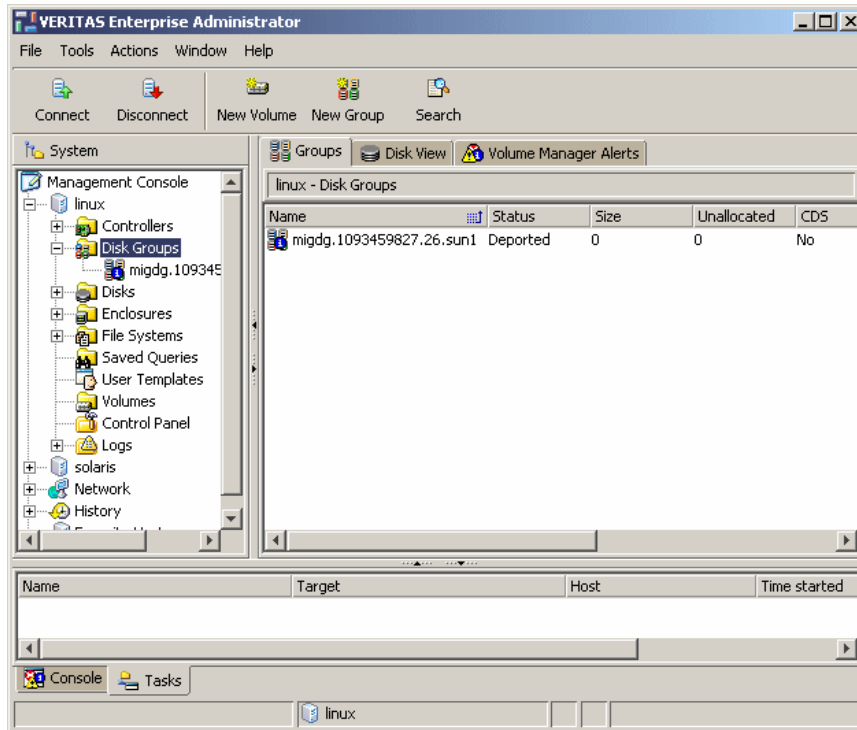 VERITAS Enterprise Administrator
File Tools Actions Window Help
Connect Disconnect New Volume New Group Search
System
Groups Disk View Volume Manager Alerts
Management Console
linux
Controllers
Disk Groups
migdg.109345
Disks
Enclosures
File Systems
Saved Queries
User Templates
Volumes
Control Panel
Logs
solaris
Network
History
linux - Disk Groups
Name Status Size Unallocated CDS
migdg.1093459827.26.sun1 Deported 0 0 No
Name Target Host Time started
Console Tasks
linux